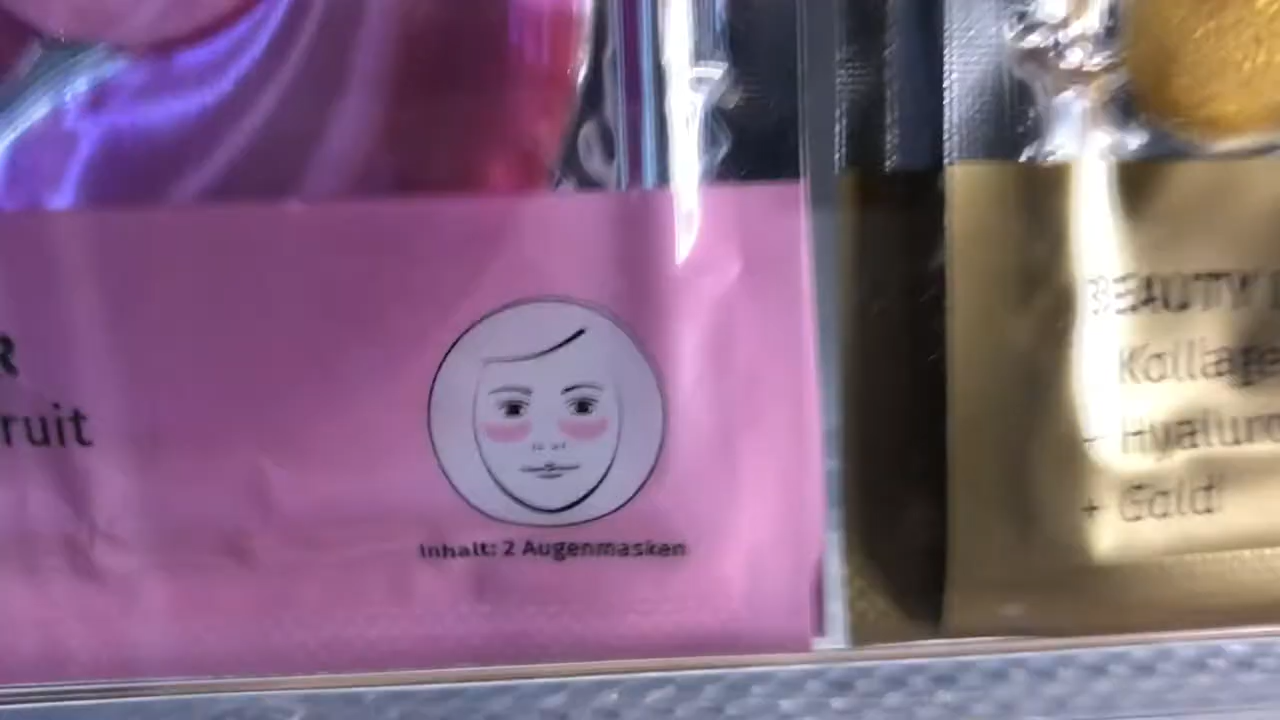 R
ruit
Inhalt: 2 Augenmasken
BEAUTY
Kollage
+ Hyaluro
+ Gold